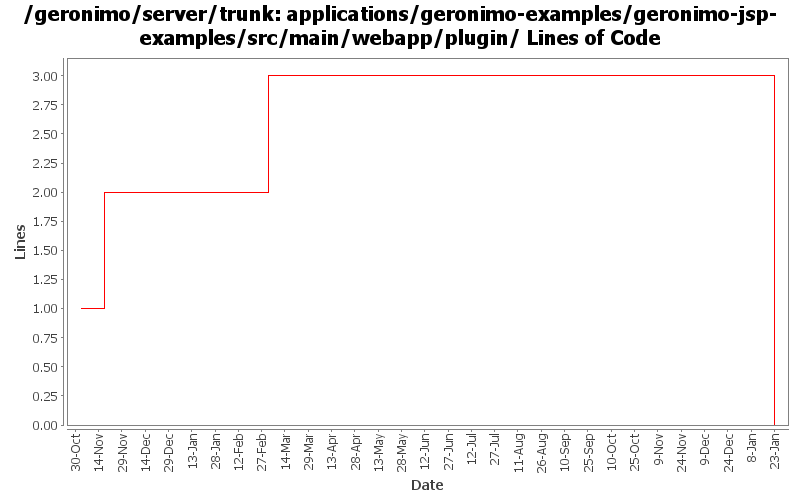 /geronimo/server/trunk: applications/geronimo-examples/geronimo-jsp-
examples/src/main/webapp/plugin/ Lines of Code
Lines
3.00
2.75
2.50
2.25
2.00
1.75
1.50
1.25
1.00
0.75
0.50
0.25
0.00
30-Oct
14-Nov
29-Nov
14-Dec
29-Dec
13-Jan
28-Jan
12-Feb
27-Feb
14-Mar
29-Mar
13-Apr
28-Apr
13-May
28-May
12-Jun
27-Jun
12-Jul
27-Jul
11-Aug
26-Aug
10-Sep
25-Sep
10-Oct
25-Oct
9-Nov
24-Nov
9-Dec
24-Dec
8-Jan
23-Jan
Date